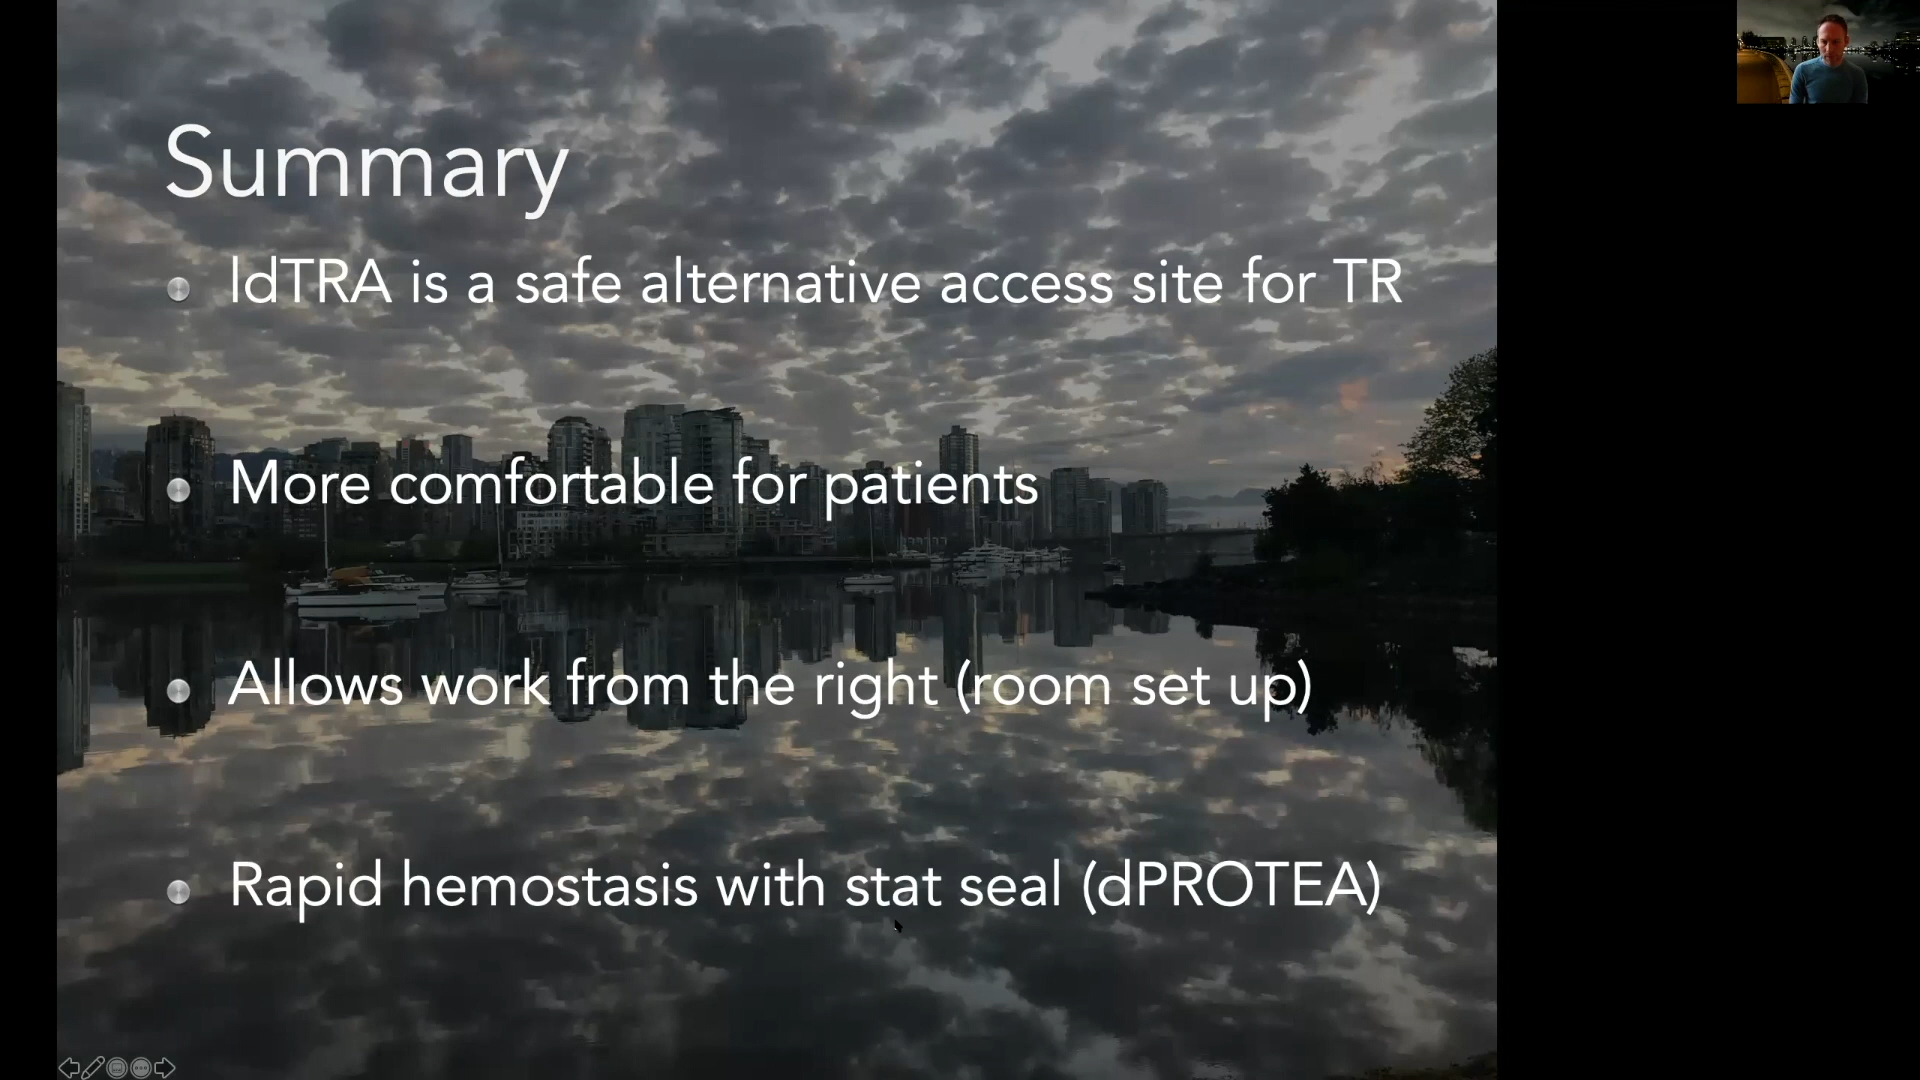 Summary
ldTRA is a safe alternative access site for TR
More comfortable for patients
Allows work from the right (room set up)
Rapid hemostasis with stat seal (dPROTEA)